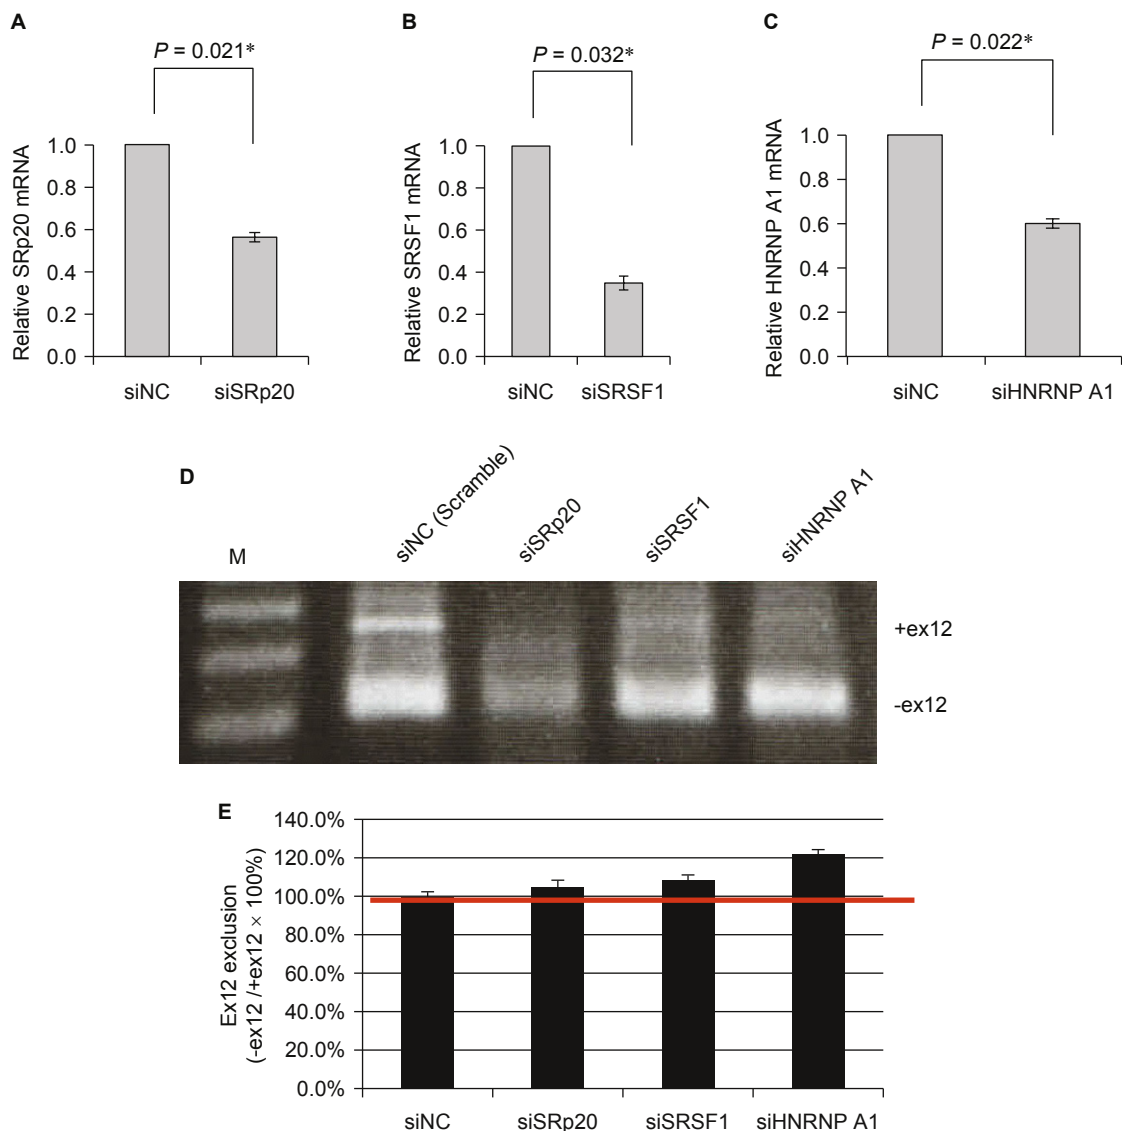 A
P = 0.021*
Relative SRp20 mRNA
1.0
0.8
0.6
0.4
0.2
0.0
siNC
siSRp20
B
P = 0.032*
Relative SRSF1 mRNA
1.0
0.8
0.6
0.4
0.2
0.0
siNC
siSRSF1
C
P = 0.022*
Relative HNRNP A1 mRNA
1.0
0.8
0.6
0.4
0.2
0.0
siNC
siHNRNP A1
D
M
siNC (Scramble)
siSRp20
siSRSF1
siHNRNP A1
+ex12
-ex12
E
Ex12 exclusion
(-ex12 /+ex12 × 100%)
140.0%
120.0%
100.0%
80.0%
60.0%
40.0%
20.0%
0.0%
siNC
siSRp20
siSRSF1
siHNRNP A1